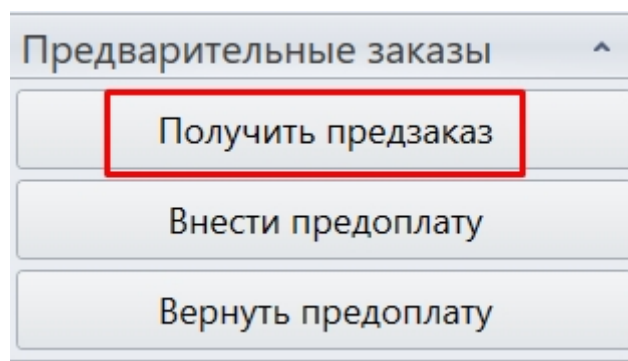 Предварительные заказы
Получить предзаказ
Внести предоплату
Вернуть предоплату